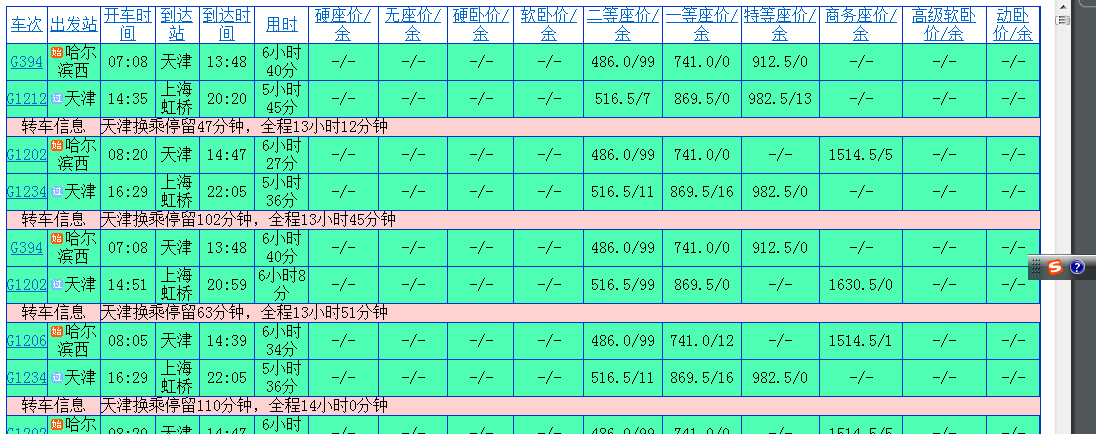 车次 出发站 开车时间 到达站 到达时间 用时 硬座价/余 无座价/余 硬卧价/余 软卧价/余 二等座价/余 一等座价/余 特等座价/余 商务座价/余 高级软卧价/余 动卧价/余
G394 始哈尔滨西 07:08 天津 13:48 6小时40分 -/- -/- -/- -/- 486.0/99 741.0/0 912.5/0 -/- -/- -/-
G1212 过天津 14:35 上海虹桥 20:20 5小时45分 -/- -/- -/- -/- 516.5/7 869.5/0 982.5/13 -/- -/- -/-
转车信息 天津换乘停留47分钟，全程13小时12分钟
G1202 始哈尔滨西 08:20 天津 14:47 6小时27分 -/- -/- -/- -/- 486.0/99 741.0/0 -/- 1514.5/5 -/- -/-
G1234 过天津 16:29 上海虹桥 22:05 5小时36分 -/- -/- -/- -/- 516.5/11 869.5/16 982.5/0 -/- -/- -/-
转车信息 天津换乘停留102分钟，全程13小时45分钟
G394 始哈尔滨西 07:08 天津 13:48 6小时40分 -/- -/- -/- -/- 486.0/99 741.0/0 912.5/0 -/- -/- -/-
G1202 过天津 14:51 上海虹桥 20:59 6小时8分 -/- -/- -/- -/- 516.5/99 869.5/0 -/- 1630.5/0 -/- -/-
转车信息 天津换乘停留63分钟，全程13小时51分钟
G1206 始哈尔滨西 08:05 天津 14:39 6小时34分 -/- -/- -/- -/- 486.0/99 741.0/12 -/- 1514.5/1 -/- -/-
G1234 过天津 16:29 上海虹桥 22:05 5小时36分 -/- -/- -/- -/- 516.5/11 869.5/16 982.5/0 -/- -/- -/-
转车信息 天津换乘停留110分钟，全程14小时0分钟
G1202 始哈尔滨西 08:20 天津 14:47 6小时 -/- -/- -/- -/- 486.0/99 741.0/0 -/- 1514.5/5 -/- -/-